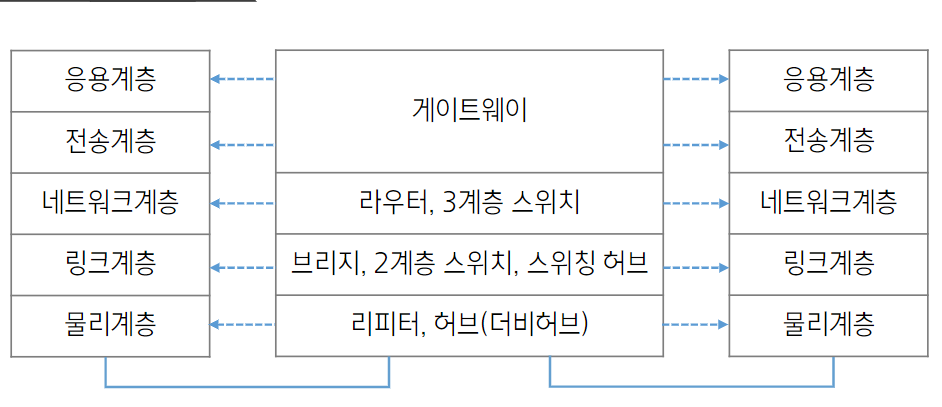 응용계층
게이트웨이
응용계층
전송계층
전송계층
네트워크계층
라우터, 3계층 스위치
네트워크계층
링크계층
브리지, 2계층 스위치, 스위칭 허브
링크계층
물리계층
리피터, 허브(더비허브)
물리계층